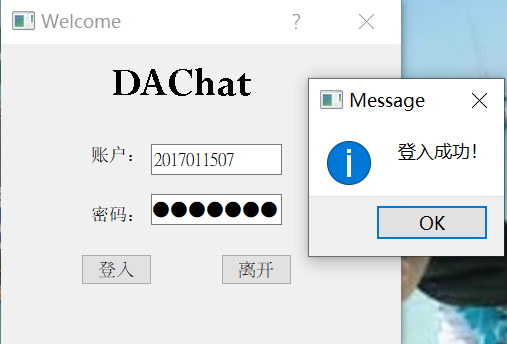 Welcome
DAChat
账户：
2017011507
密码：
●●●●●●●
登入
离开
Message
登入成功！
OK